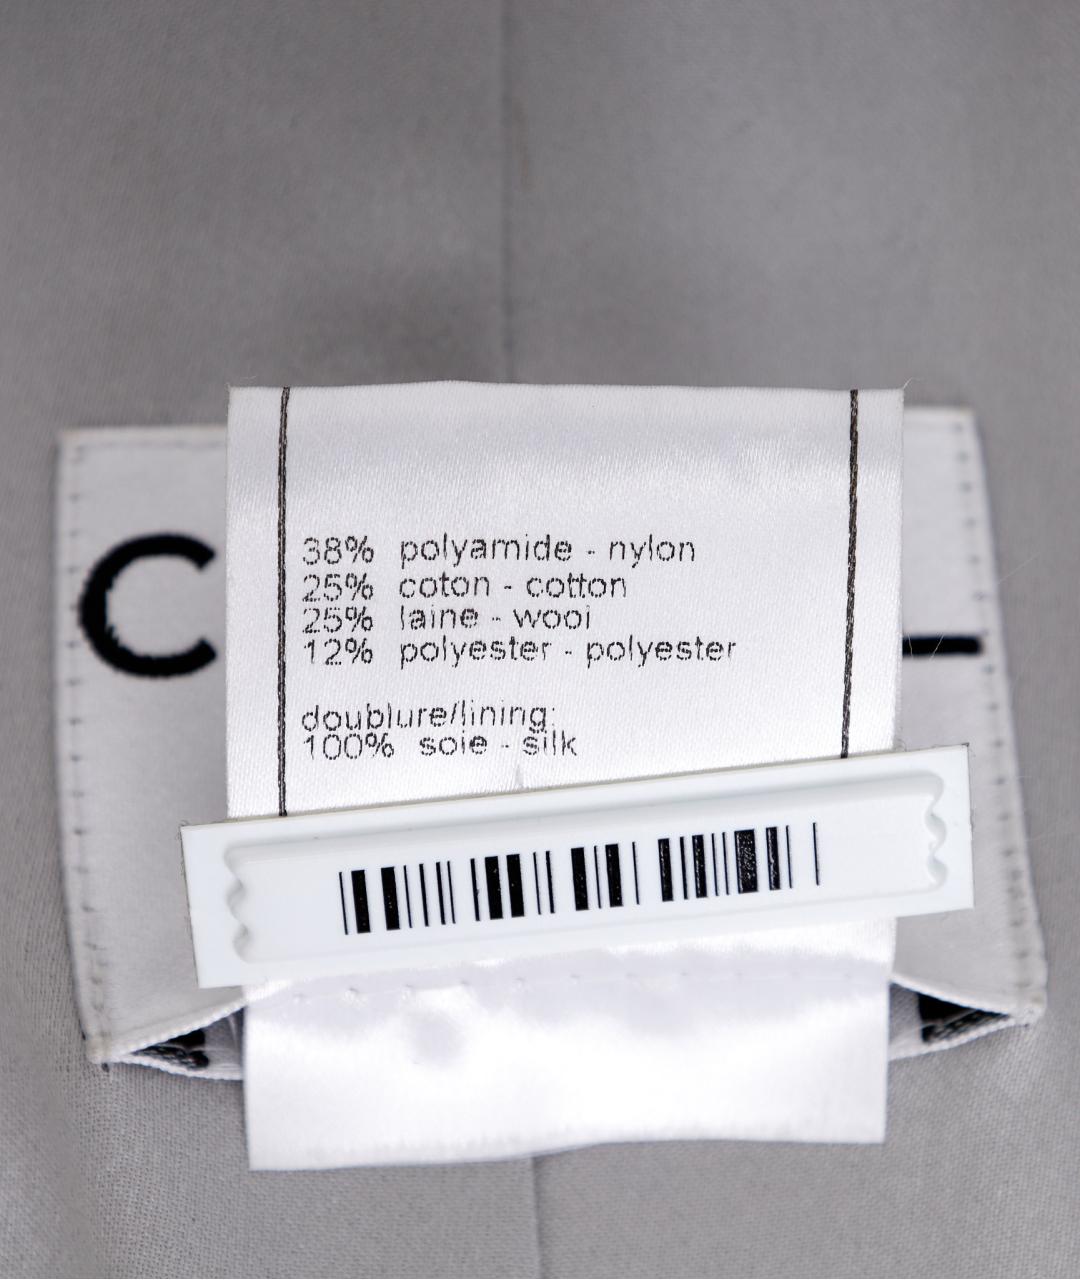 38% polyamide - nylon
25% coton - cotton
25% laine - wool
12% polyester - polyester
doublure/lining:
100% soie - silk
C L